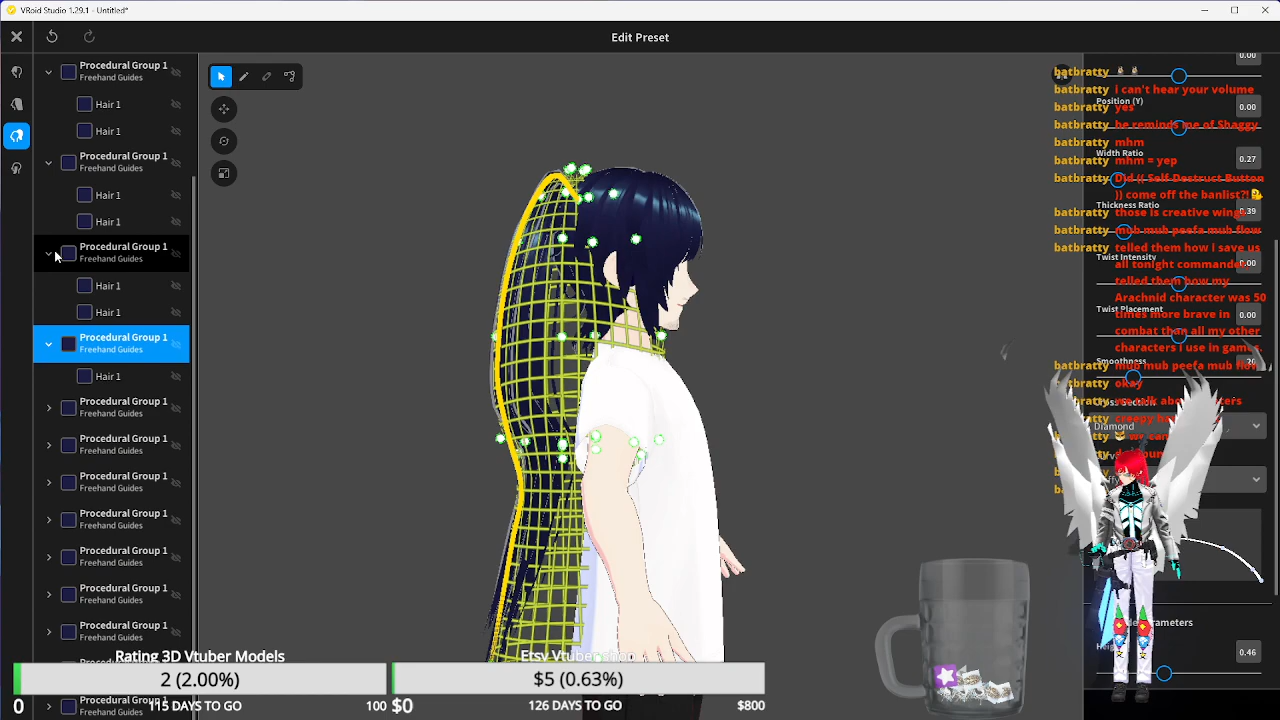 VRoid Studio 1.29.1 - Untitled*
Edit Preset
Procedural Group 1
Freehand Guides
Hair 1
Hair 1
Procedural Group 1
Freehand Guides
Hair 1
Hair 1
Procedural Group 1
Freehand Guides
Hair 1
Hair 1
Procedural Group 1
Freehand Guides
Hair 1
Procedural Group 1
Freehand Guides
Procedural Group 1
Freehand Guides
Procedural Group 1
Freehand Guides
Procedural Group 1
Freehand Guides
Procedural Group 1
Freehand Guides
Procedural Group 1
Freehand Guides
Procedural Group 1
Freehand Guides
Procedural Group 1
Freehand Guides
0.00
Position (Y)
0.00
Width Ratio
0.27
Thickness Ratio
.39
Twist Intensity
0.00
Twist Placement
0.00
Smoothness
Diamond
0.46
batbratty
batbratty i can't hear your volume
batbratty yes
batbratty he reminds me of Shaggy
batbratty mhm
batbratty mhm = yep
batbratty Did (( Self-Destruct Button
)) come off the banlist?!
batbratty those is creative wings
batbratty mub mub peefa mub flow
batbratty telled them how i save us
all tonight commander
telled them how my
Arachnid character was 50
times more brave in
combat than all my other
characters i use in games.
batbratty mub mub peefa mub
okay
Rating 3D Vtuber Models
2 (2.00%)
0 115 DAYS TO GO 100
Etsy Vtuber shop
$5 (0.63%)
$0 126 DAYS TO GO $800